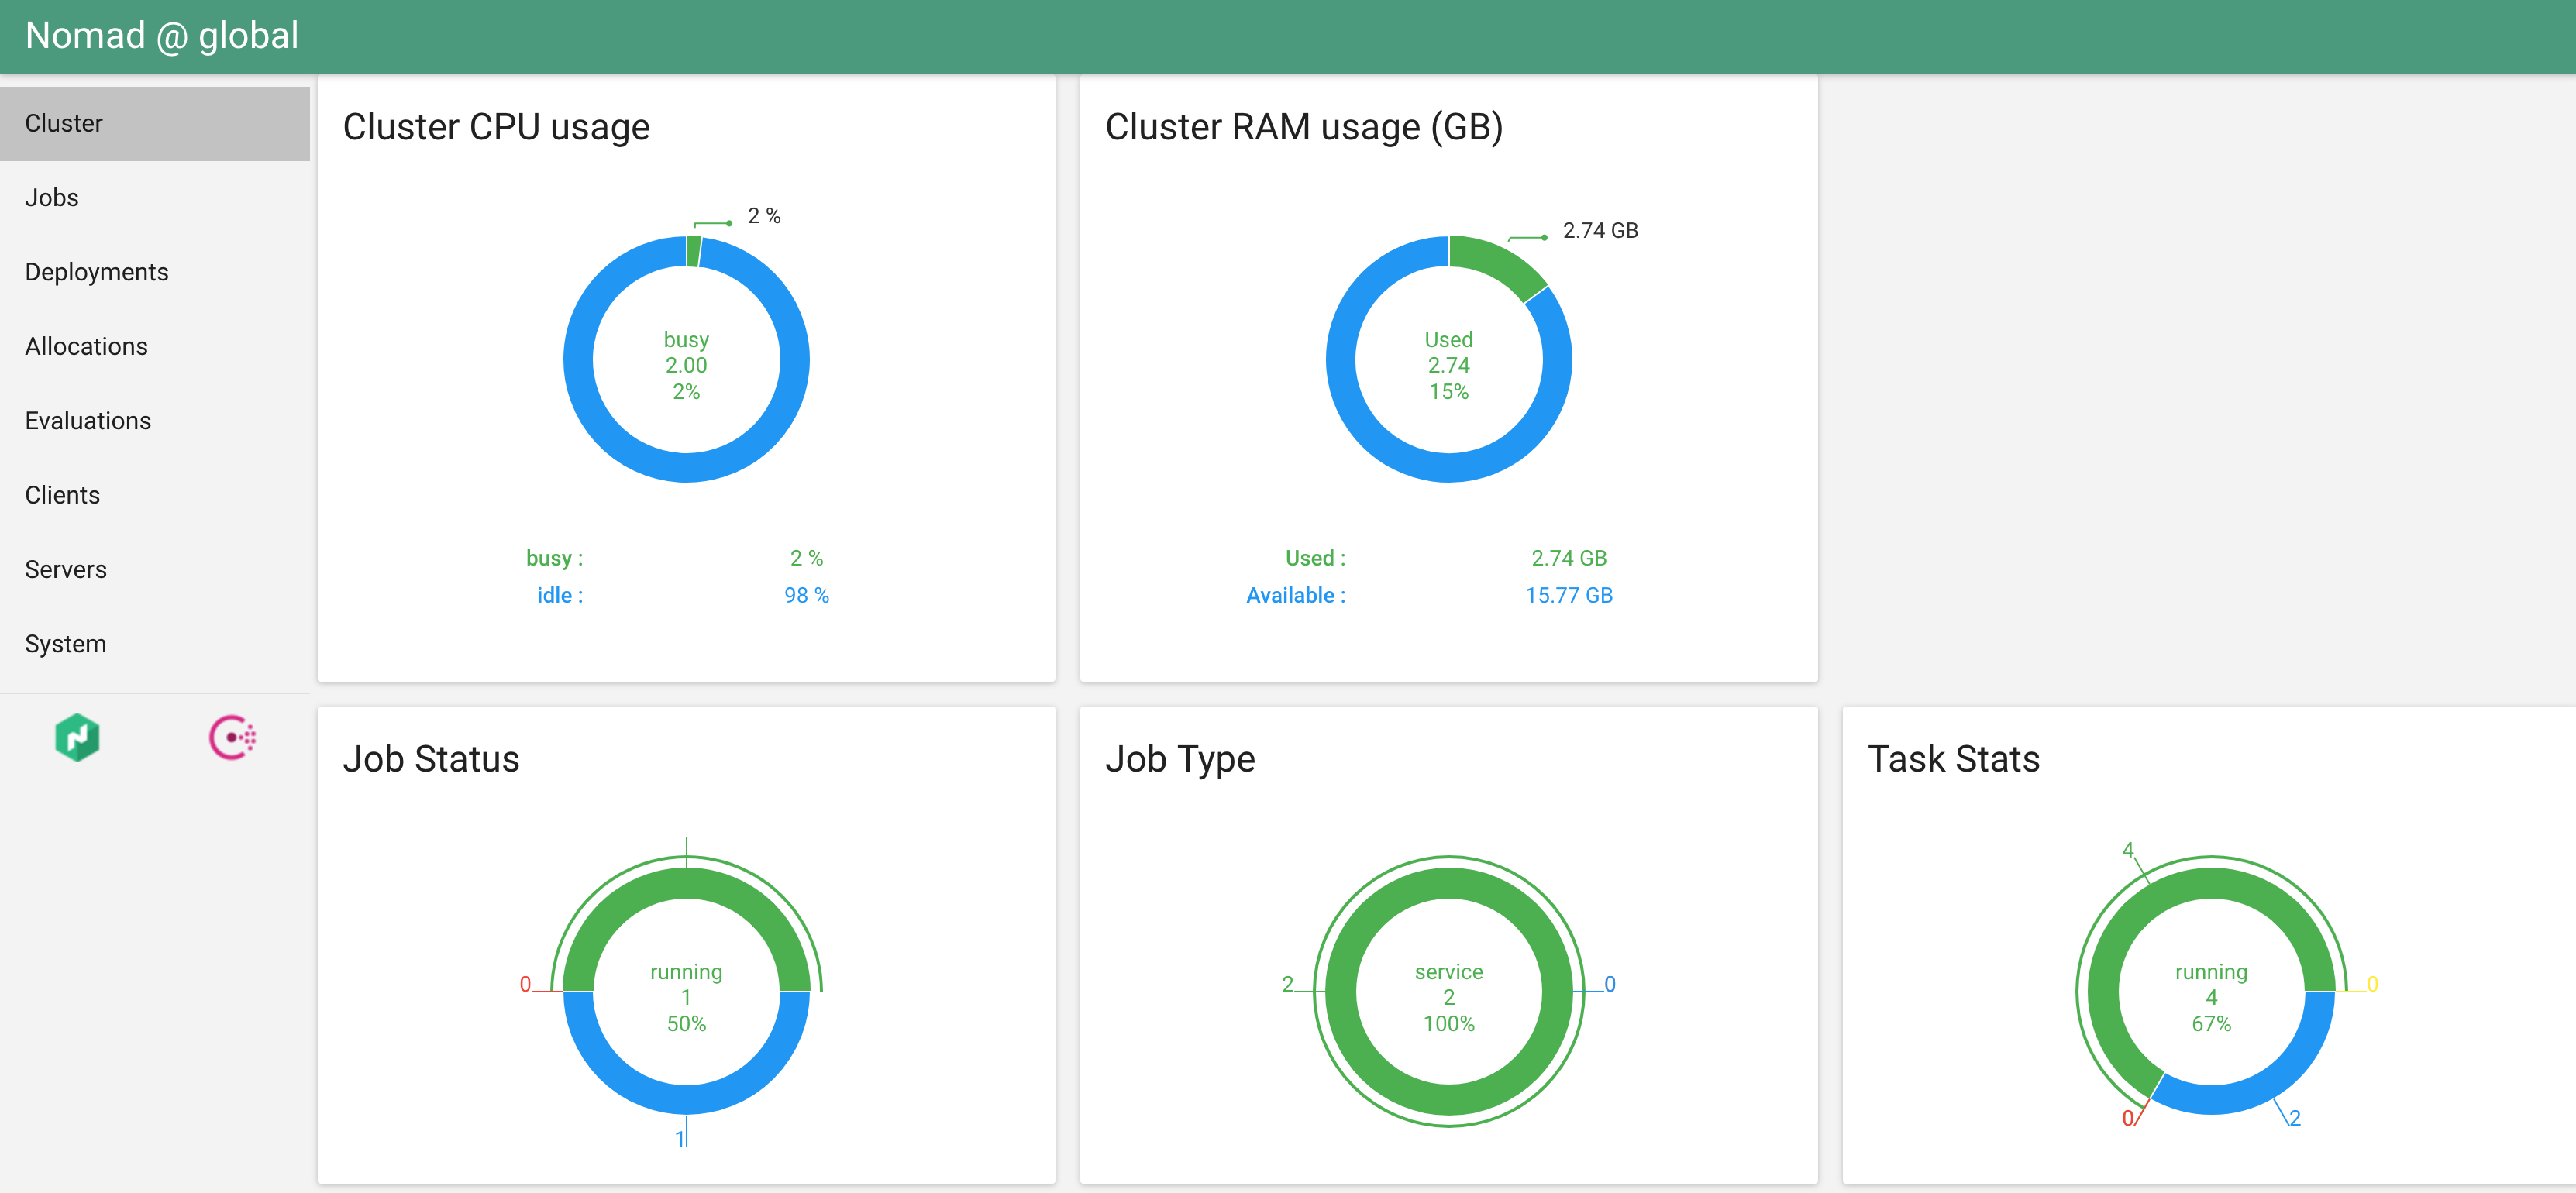 Nomad @ global
Cluster
Jobs
Deployments
Allocations
Evaluations
Clients
Servers
System
Cluster CPU usage
2 %
busy
2.00
2%
busy : 2 %
idle : 98 %
Cluster RAM usage (GB)
2.74 GB
Used
2.74
15%
Used : 2.74 GB
Available : 15.77 GB
Job Status
0
running
1
50%
1
Job Type
2
service
2
100%
0
Task Stats
4
running
4
67%
0
0
2